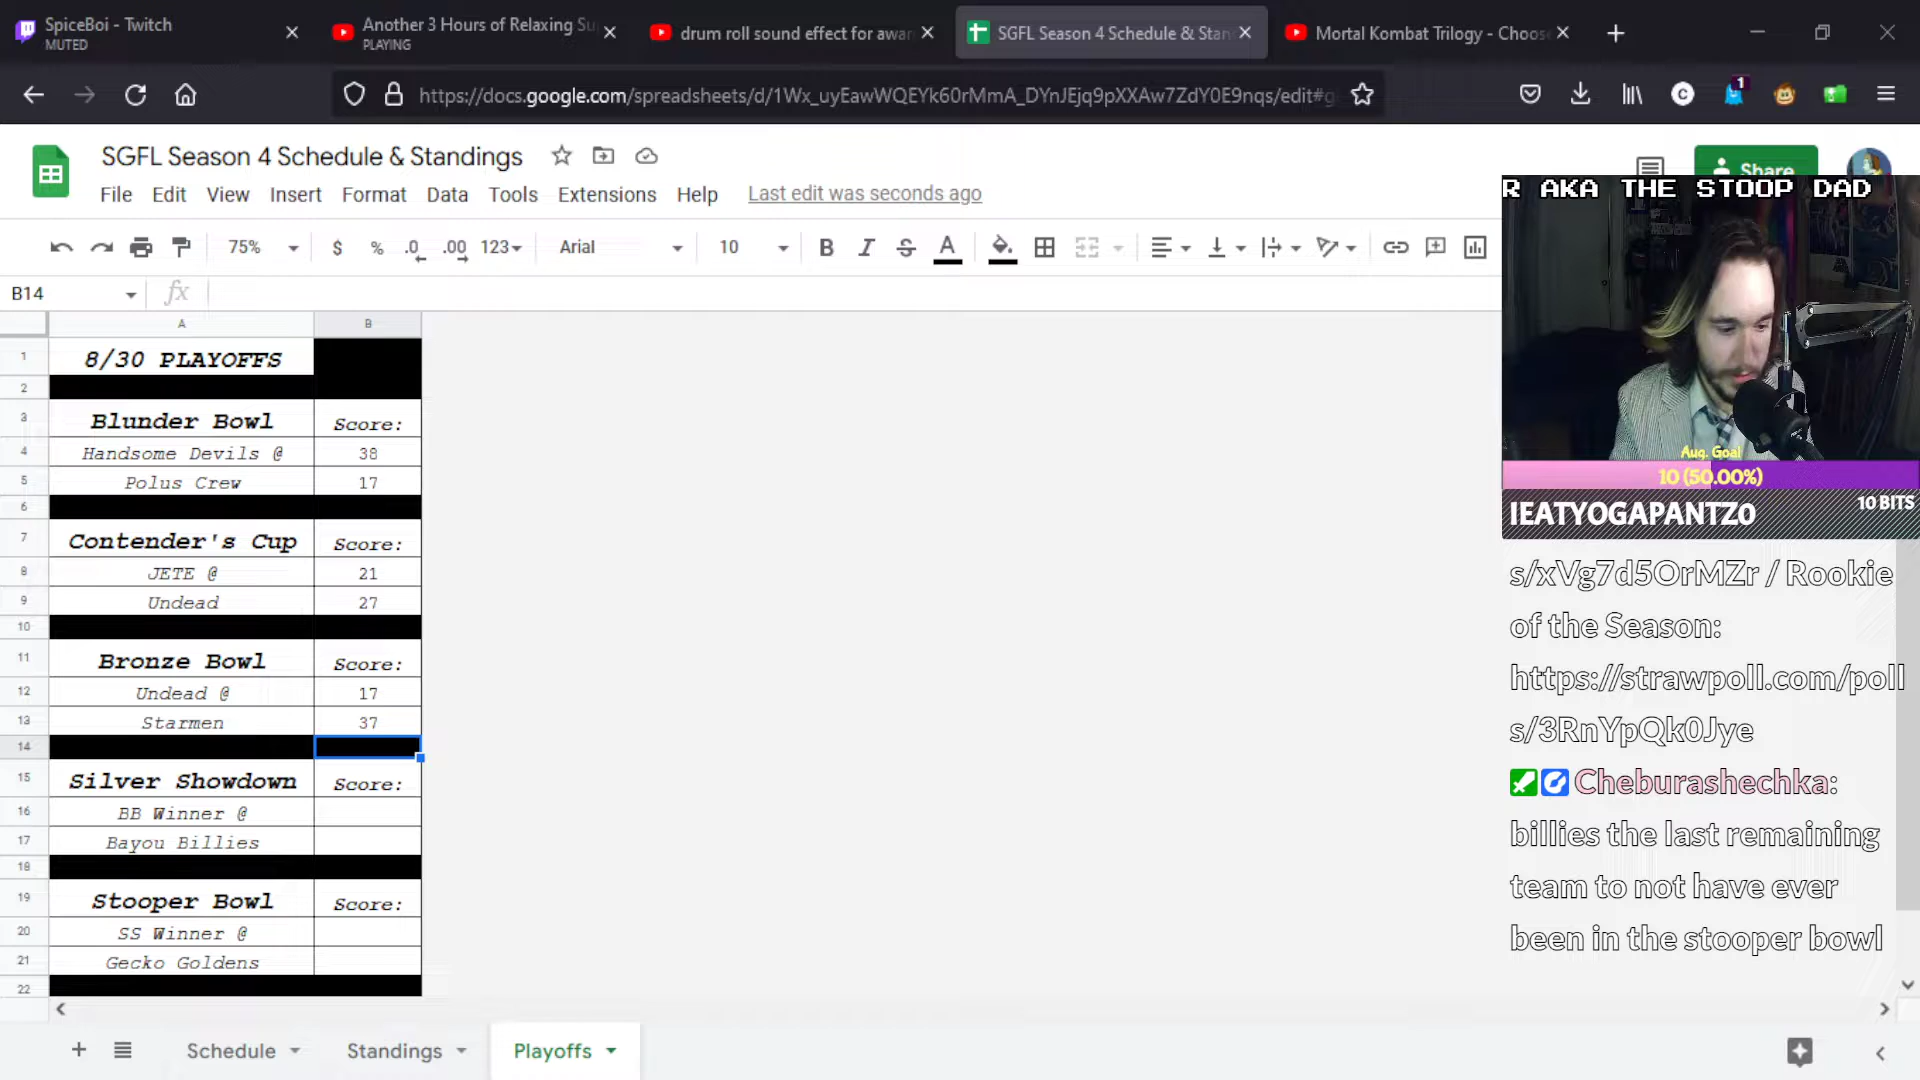 SpiceBoi - Twitch
MUTED
Another 3 Hours of Relaxing Su
PLAYING
drum roll sound effect for awar
SGFL Season 4 Schedule & Stan
Mortal Kombat Trilogy - Choose
https://docs.google.com/spreadsheets/d/1Wx_uyEawWQEYk60rMmA_DYnJEjq9pXXAw7ZdY0E9nqs/edit#g
1
SGFL Season 4 Schedule & Standings
File Edit View Insert Format Data Tools Extensions Help Last edit was seconds ago
Share
75% $ % .0 .00 123 Arial 10 B I S A
B14 fx
A B
1 8/30 PLAYOFFS
2
3 Blunder Bowl Score:
4 Handsome Devils @ 38
5 Polus Crew 17
6
7 Contender's Cup Score:
8 JETE @ 21
9 Undead 27
10
11 Bronze Bowl Score:
12 Undead @ 17
13 Starmen 37
14
15 Silver Showdown Score:
16 BB Winner @
17 Bayou Billies
18
19 Stooper Bowl Score:
20 SS Winner @
21 Gecko Goldens
22
Schedule Standings Playoffs
R AKA THE STOOP DAD
Aug. Goal
10 (50.00%)
IEATYOGAPANTZ0 10 BITS
s/xVg7d5OrMZr / Rookie
of the Season:
https://strawpoll.com/poll
s/3RnYpQk0Jye
Cheburashechka:
billies the last remaining
team to not have ever
been in the stooper bowl